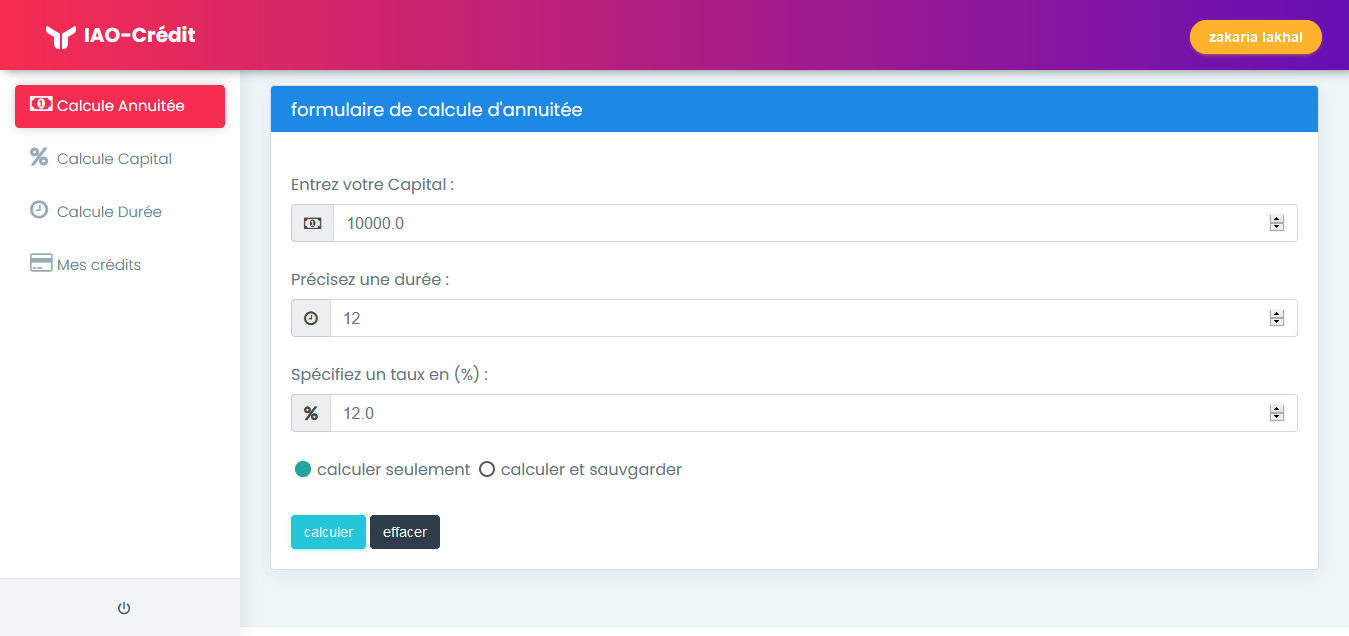 IAO-Crédit
zakaria lakhal
Calcule Annuitée
Calcule Capital
Calcule Durée
Mes crédits
formulaire de calcule d'annuitée
Entrez votre Capital :
10000.0
Précisez une durée :
12
Spécifiez un taux en (%) :
%
12.0
calculer seulement calculer et sauvgarder
calculer effacer